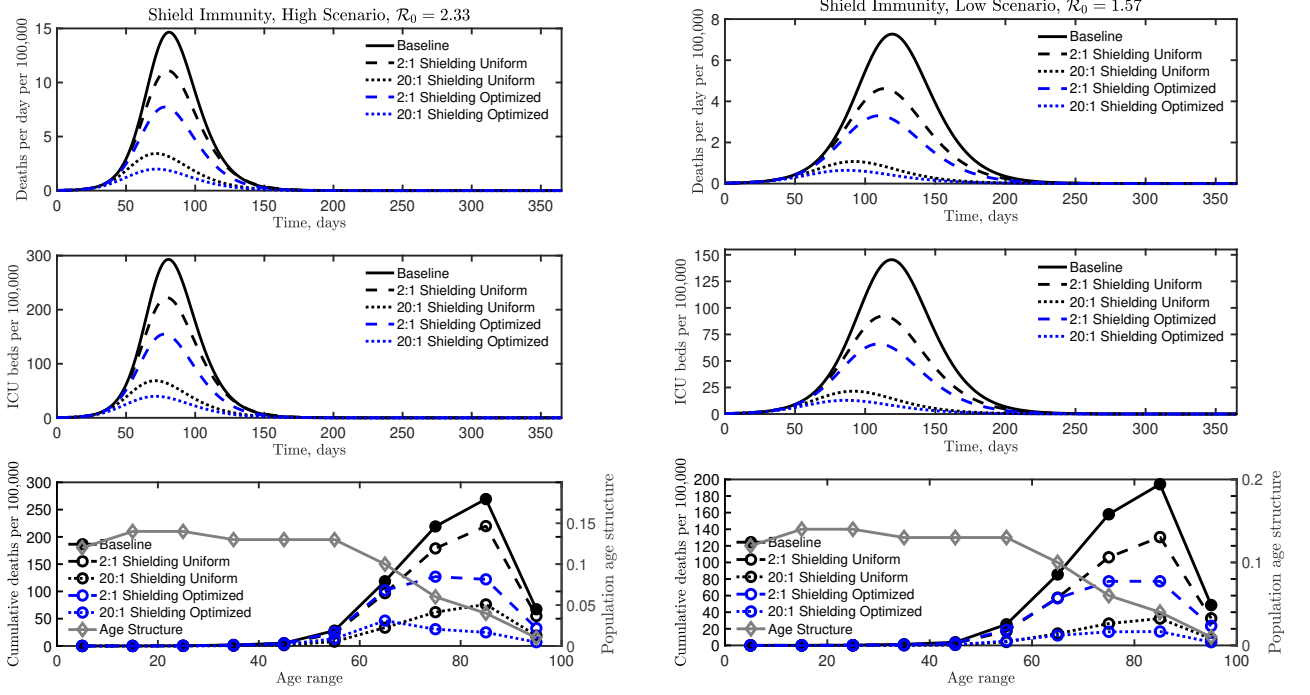 Shield Immunity, High Scenario, R₀ = 2.33
Deaths per day per 100,000
15
10
5
0
Baseline
2:1 Shielding Uniform
20:1 Shielding Uniform
2:1 Shielding Optimized
20:1 Shielding Optimized
0 50 100 150 200 250 300 350
Time, days
ICU beds per 100,000
300
200
100
0
Baseline
2:1 Shielding Uniform
20:1 Shielding Uniform
2:1 Shielding Optimized
20:1 Shielding Optimized
0 50 100 150 200 250 300 350
Time, days
Cumulative deaths per 100,000
300
250
200
150
100
50
0
Baseline
2:1 Shielding Uniform
20:1 Shielding Uniform
2:1 Shielding Optimized
20:1 Shielding Optimized
Age Structure
0.15
0.1
0.05
0
Population age structure
0 20 40 60 80 100
Age range
Shield Immunity, Low Scenario, R₀ = 1.57
Deaths per day per 100,000
8
6
4
2
0
Baseline
2:1 Shielding Uniform
20:1 Shielding Uniform
2:1 Shielding Optimized
20:1 Shielding Optimized
0 50 100 150 200 250 300 350
Time, days
ICU beds per 100,000
150
125
100
75
50
25
0
Baseline
2:1 Shielding Uniform
20:1 Shielding Uniform
2:1 Shielding Optimized
20:1 Shielding Optimized
0 50 100 150 200 250 300 350
Time, days
Cumulative deaths per 100,000
200
180
160
140
120
100
80
60
40
20
0
Baseline
2:1 Shielding Uniform
20:1 Shielding Uniform
2:1 Shielding Optimized
20:1 Shielding Optimized
Age Structure
0.2
0.1
0
Population age structure
0 20 40 60 80 100
Age range